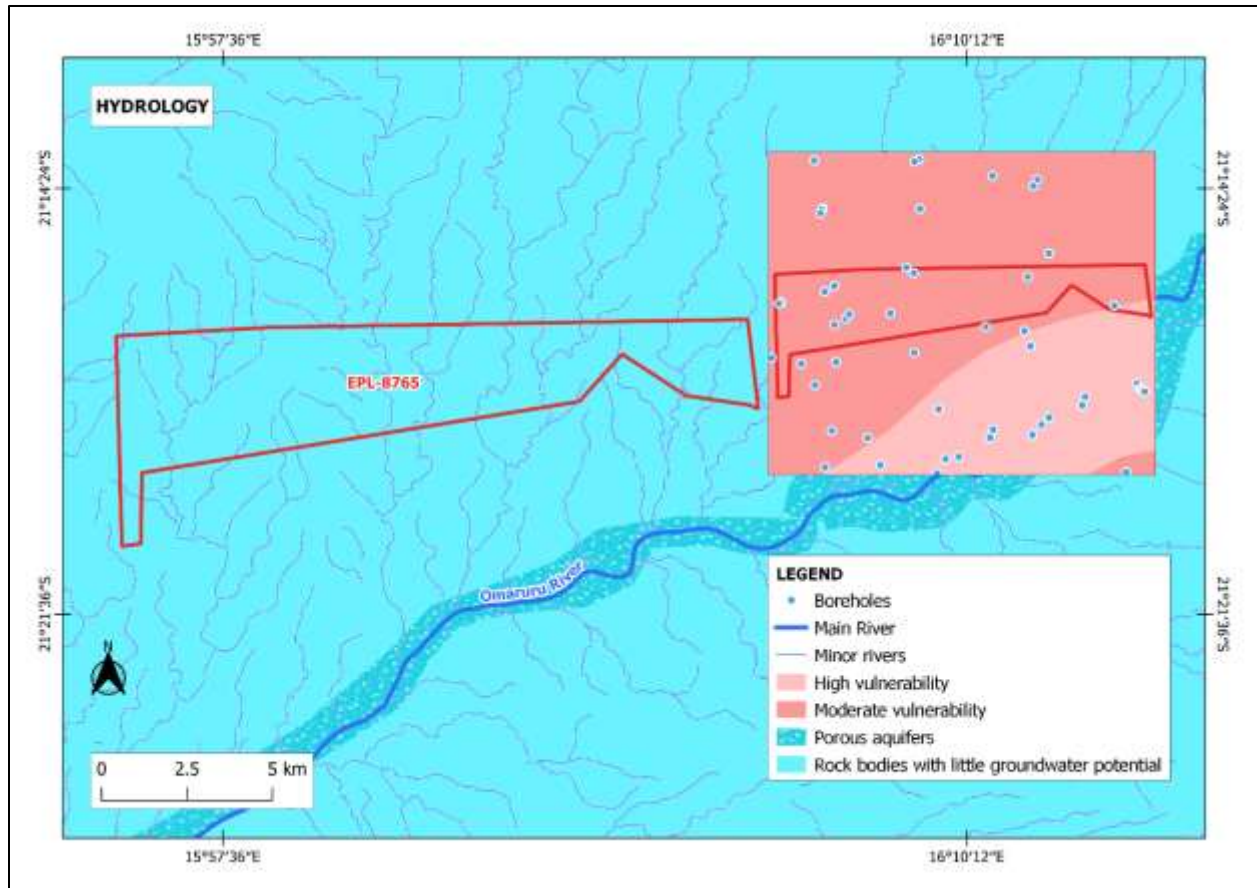 15°57'36"E
16°10'12"E
HYDROLOGY
21°14'24"S
21°14'24"S
EPL-8765
Omaruru River
21°21'36"S
21°21'36"S
N
0 2.5 5 km
LEGEND
Boreholes
Main River
Minor rivers
High vulnerability
Moderate vulnerability
Porous aquifers
Rock bodies with little groundwater potential
15°57'36"E
16°10'12"E